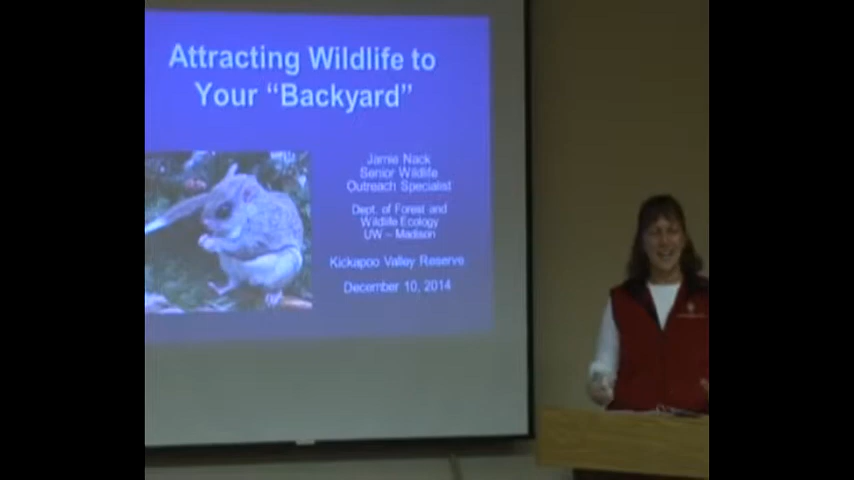 Attracting Wildlife to
Your “Backyard”
Jamie Nack
Senior Wildlife
Outreach Specialist
Dept. of Forest and
Wildlife Ecology
UW – Madison
Kickapoo Valley Reserve
December 10, 2014